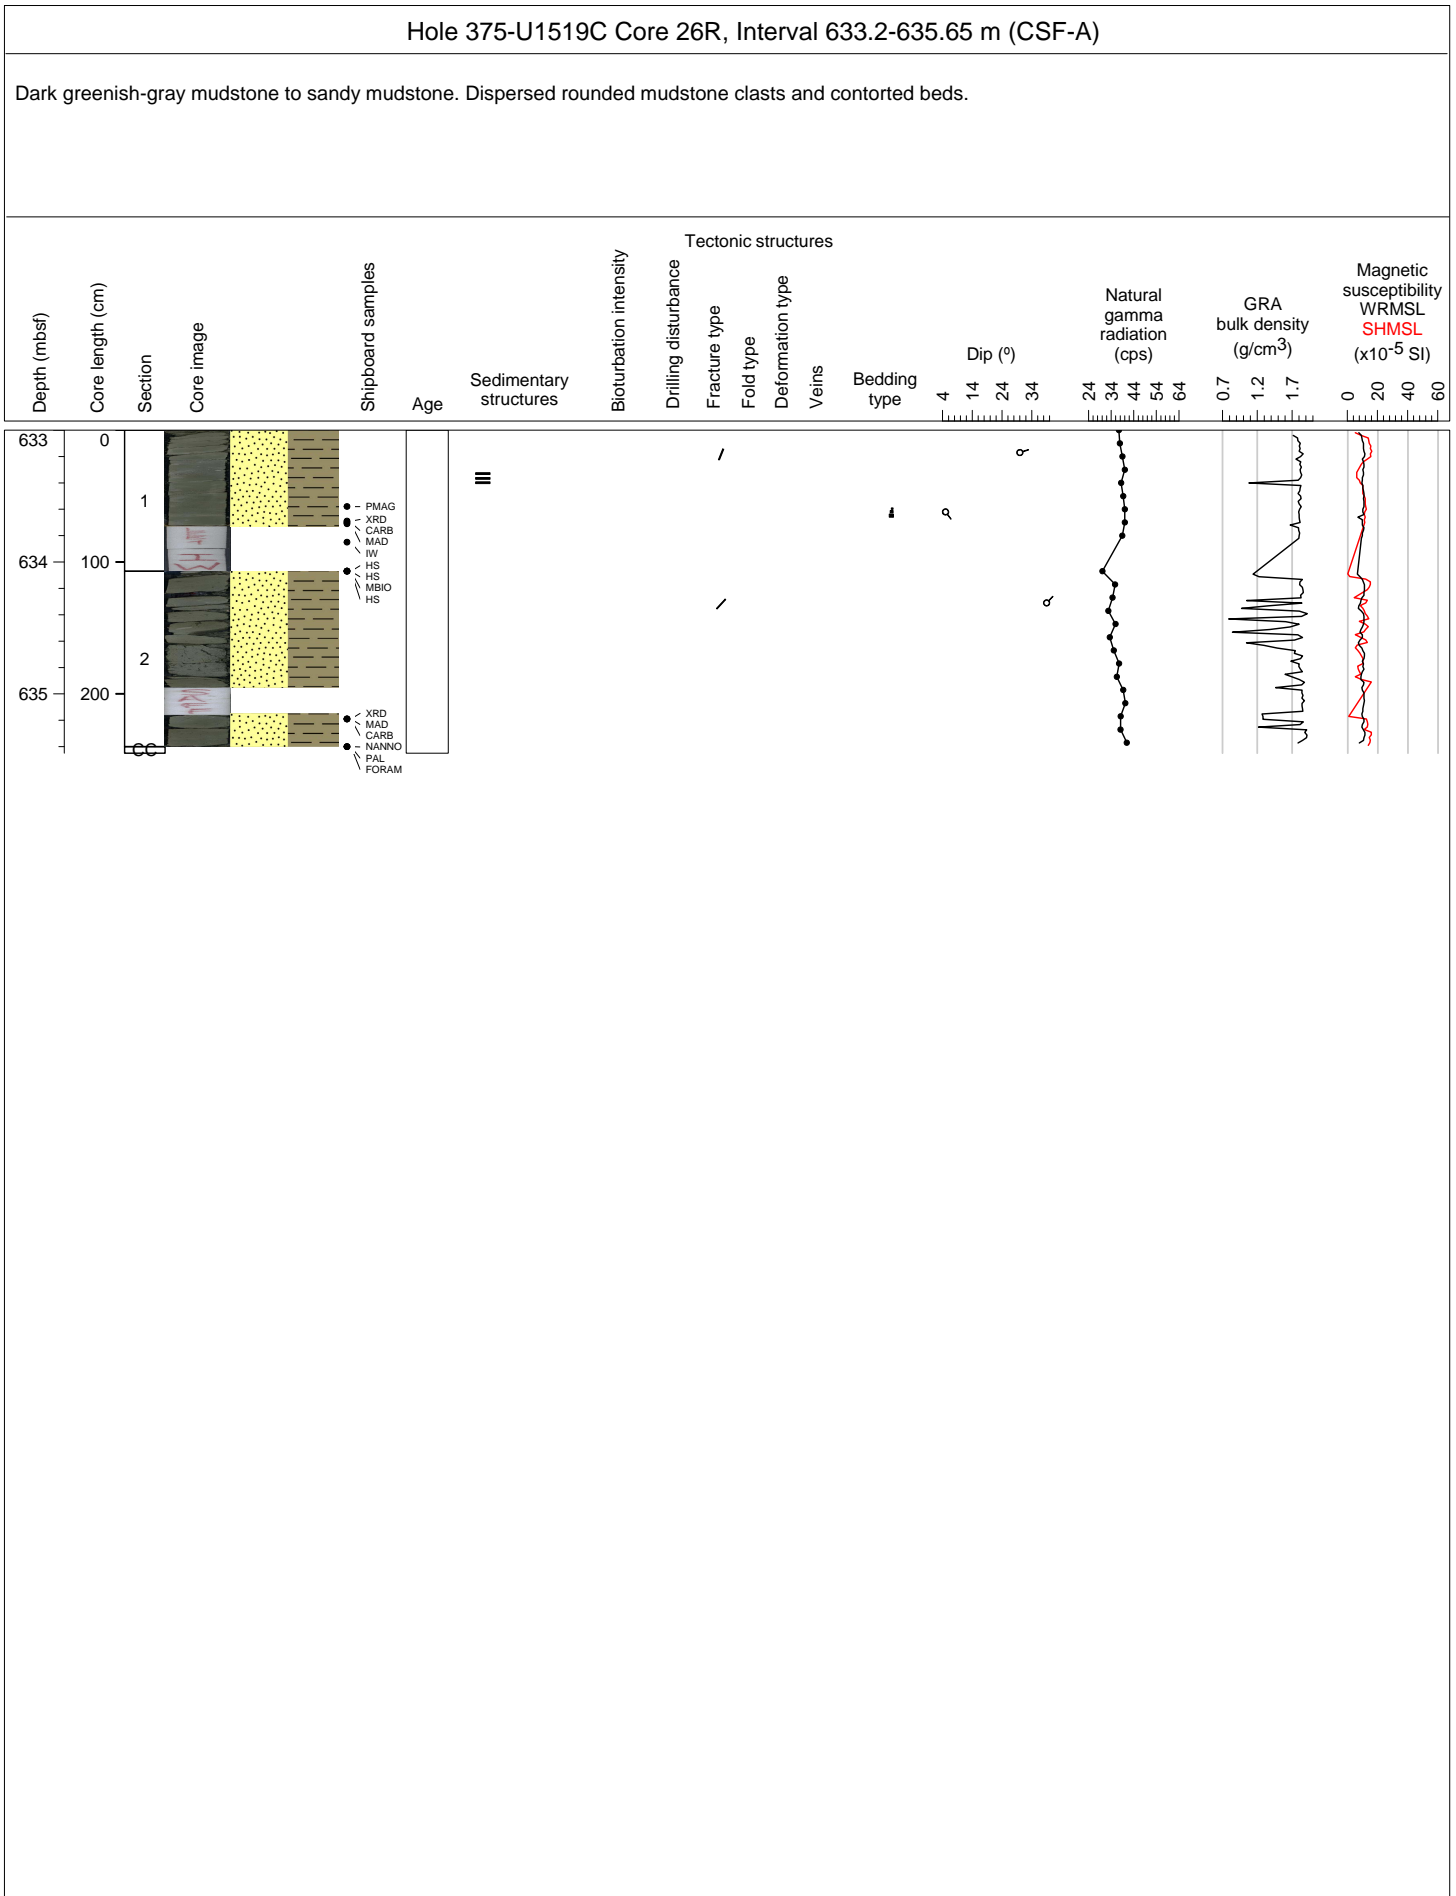 Hole 375-U1519C Core 26R, Interval 633.2-635.65 m (CSF-A)
Dark greenish-gray mudstone to sandy mudstone. Dispersed rounded mudstone clasts and contorted beds.
Depth (mbsf)
Core length (cm)
Section
Core image
Shipboard samples
Age
Sedimentary
structures
Bioturbation intensity
Drilling disturbance
Tectonic structures
Fracture type
Fold type
Deformation type
Veins
Bedding
type
Dip (º)
4 14 24 34
Natural
gamma
radiation
(cps)
24 34 44 54 64
GRA
bulk density
(g/cm3)
0.7 1.2 1.7
Magnetic
susceptibility
WRMSL
SHMSL
(x10-5 SI)
0 20 40 60
633 0
1
PMAG
XRD
CARB
MAD
IW
634 100
HS
HS
MBIO
HS
2
635 200
XRD
MAD
CARB
NANNO
CC
PAL
FORAM